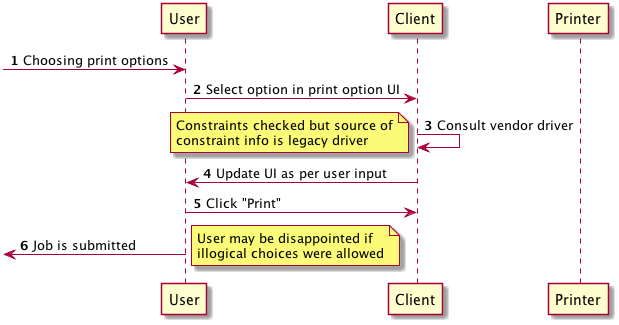 User
Client
Printer
1 Choosing print options
2 Select option in print option UI
Constraints checked but source of
constraint info is legacy driver
3 Consult vendor driver
4 Update UI as per user input
5 Click "Print"
6 Job is submitted
User may be disappointed if
illogical choices were allowed
User
Client
Printer